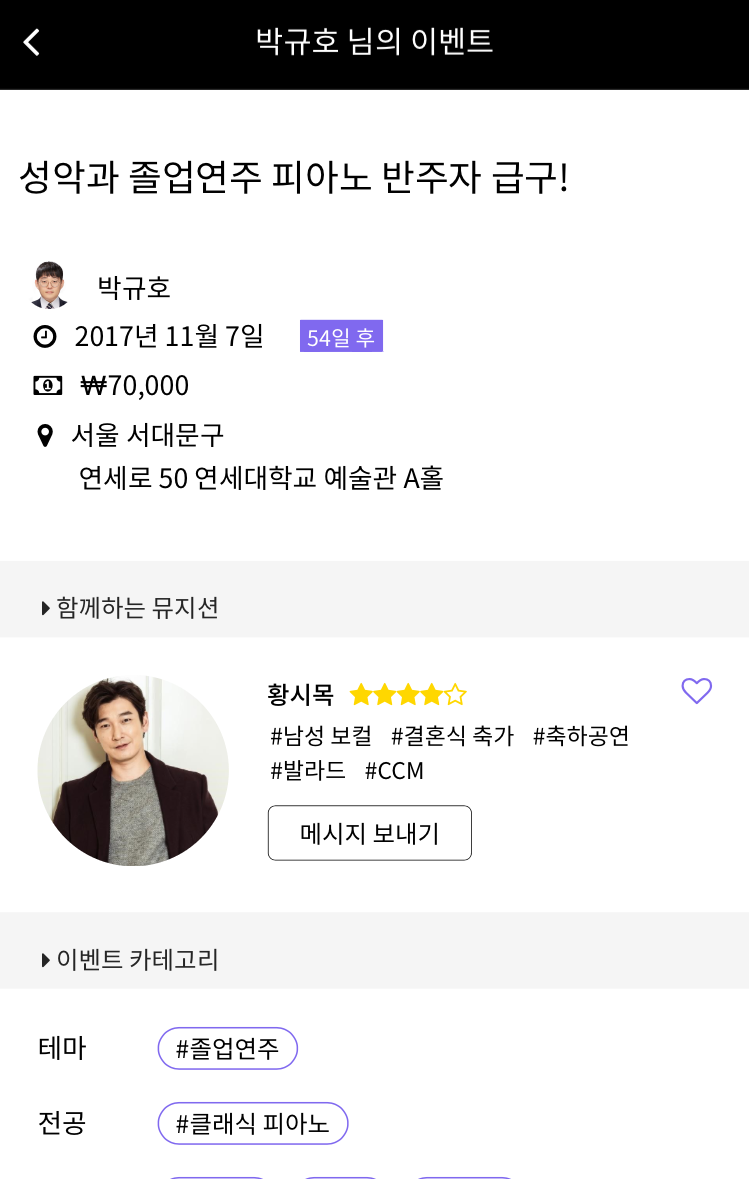 박규호 님의 이벤트
성악과 졸업연주 피아노 반주자 급구!
박규호
2017년 11월 7일 54일 후
₩70,000
서울 서대문구
연세로 50 연세대학교 예술관 A홀
함께하는 뮤지션
황시목
#남성 보컬 #결혼식 축가 #축하공연
#발라드 #CCM
메시지 보내기
이벤트 카테고리
테마 #졸업연주
전공 #클래식 피아노